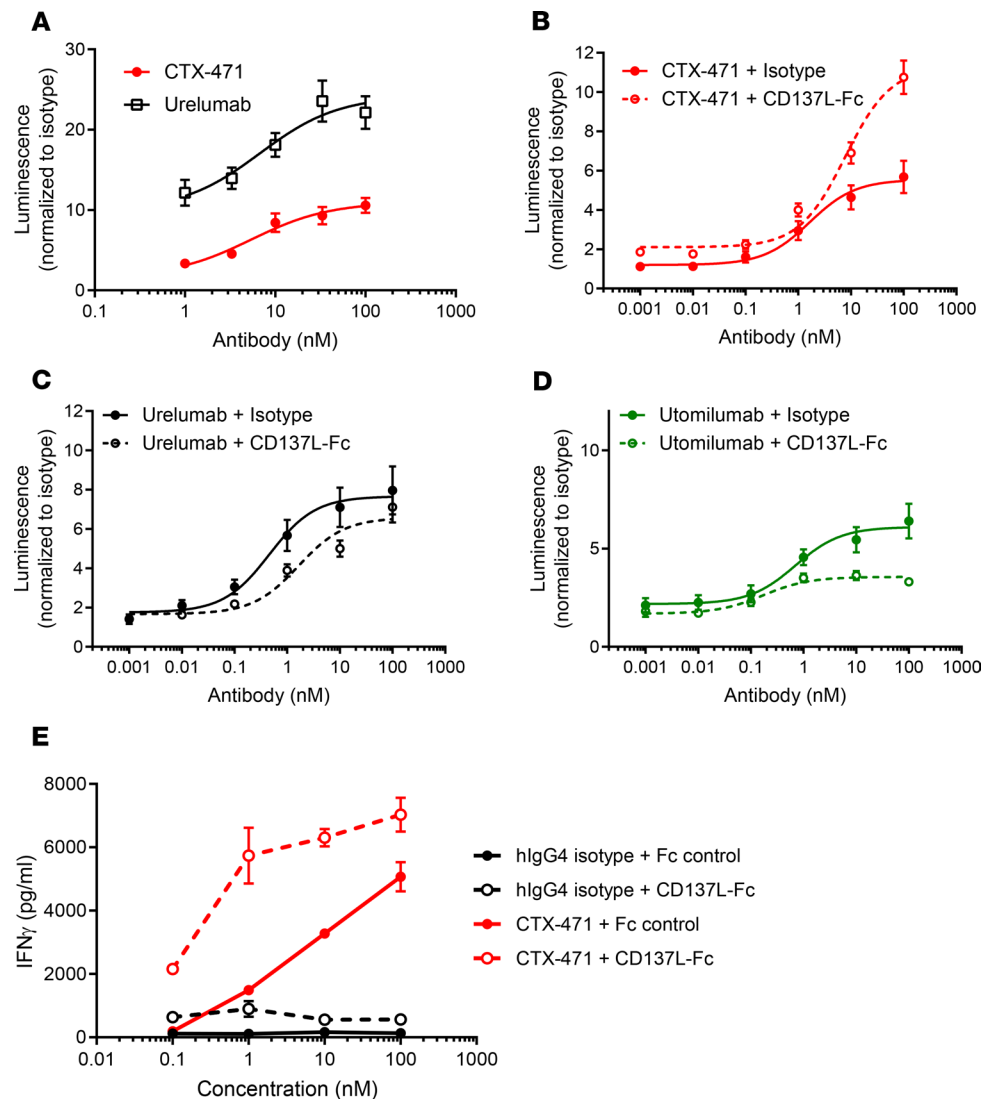 A
30
20
10
0
0.1
1
10
100
1000
Luminescence
(normalized to isotype)
Antibody (nM)
CTX-471
Urelumab
B
12
10
8
6
4
2
0
0.001
0.01
0.1
1
10
100
1000
Luminescence
(normalized to isotype)
Antibody (nM)
CTX-471 + Isotype
CTX-471 + CD137L-Fc
C
12
8
6
4
2
0
0.001
0.01
0.1
1
10
100
1000
Luminescence
(normalized to isotype)
Antibody (nM)
Urelumab + Isotype
Urelumab + CD137L-Fc
D
10
5
0
0.001
0.01
0.1
1
10
100
1000
Luminescence
(normalized to isotype)
Antibody (nM)
Utomilumab + Isotype
Utomilumab + CD137L-Fc
E
8000
6000
4000
2000
0
0.01
0.1
1
10
100
1000
IFNγ (pg/ml)
Concentration (nM)
hIgG4 isotype + Fc control
hIgG4 isotype + CD137L-Fc
CTX-471 + Fc control
CTX-471 + CD137L-Fc